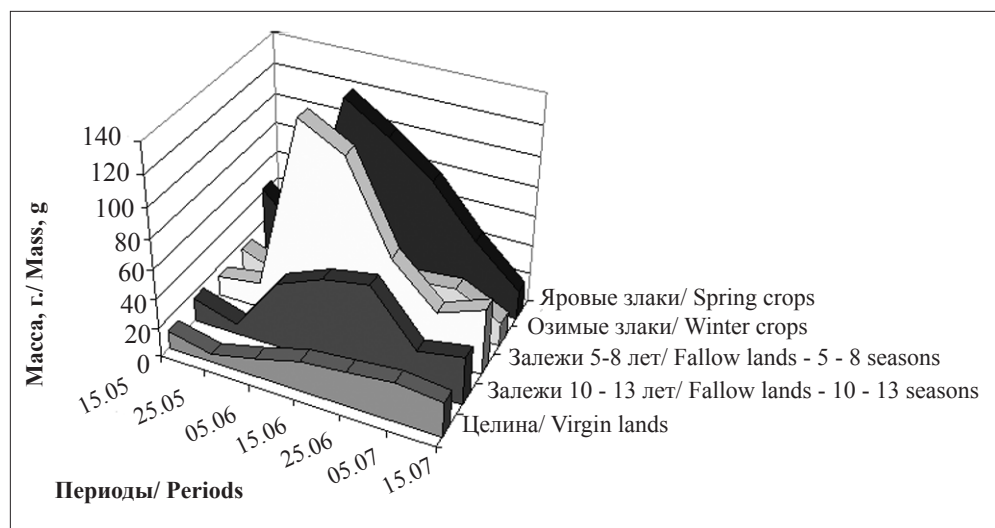 Масса, г./ Mass, g
140
120
100
80
60
40
20
0
15.05
25.05
05.06
15.06
25.06
05.07
15.07
Периоды/ Periods
Яровые злаки/ Spring crops
Озимые злаки/ Winter crops
Залежи 5-8 лет/ Fallow lands - 5 - 8 seasons
Залежи 10 - 13 лет/ Fallow lands - 10 - 13 seasons
Целина/ Virgin lands